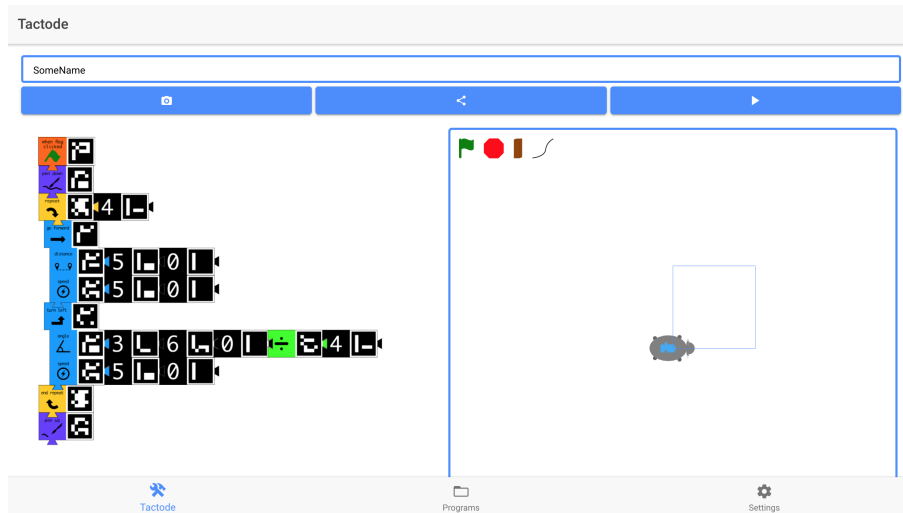 Tactode
SomeName
when flag
clicked
pen down
repeat
4
go forward
distance
5 0
speed
5 0
turn left
angle
3 6 0 ÷ 4
speed
5 0
end repeat
pen up
Tactode
Programs
Settings